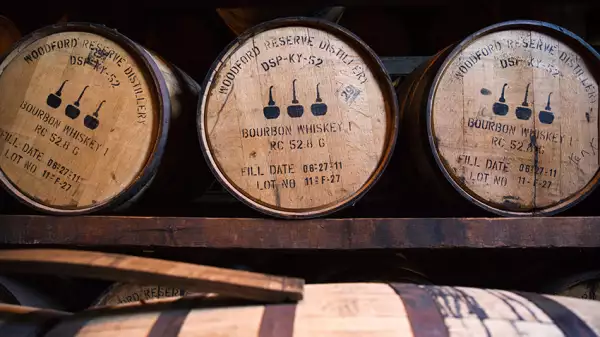 WOODFORD RESERVE DISTILLERY
DSP-KY-52
BOURBON WHISKEY I
RC 52.8 G
FILL DATE 06-27-11
LOT NO 11-F-27
WOODFORD RESERVE DISTILLERY
DSP-KY-52
BOURBON WHISKEY I
RC 52.8 G
FILL DATE 06-27-11
LOT NO 11-F-27
WOODFORD RESERVE DISTILLERY
DSP-KY-52
BOURBON WHISKEY I
RC 52.8 G
FILL DATE 06-27-11
LOT NO 11-F-27